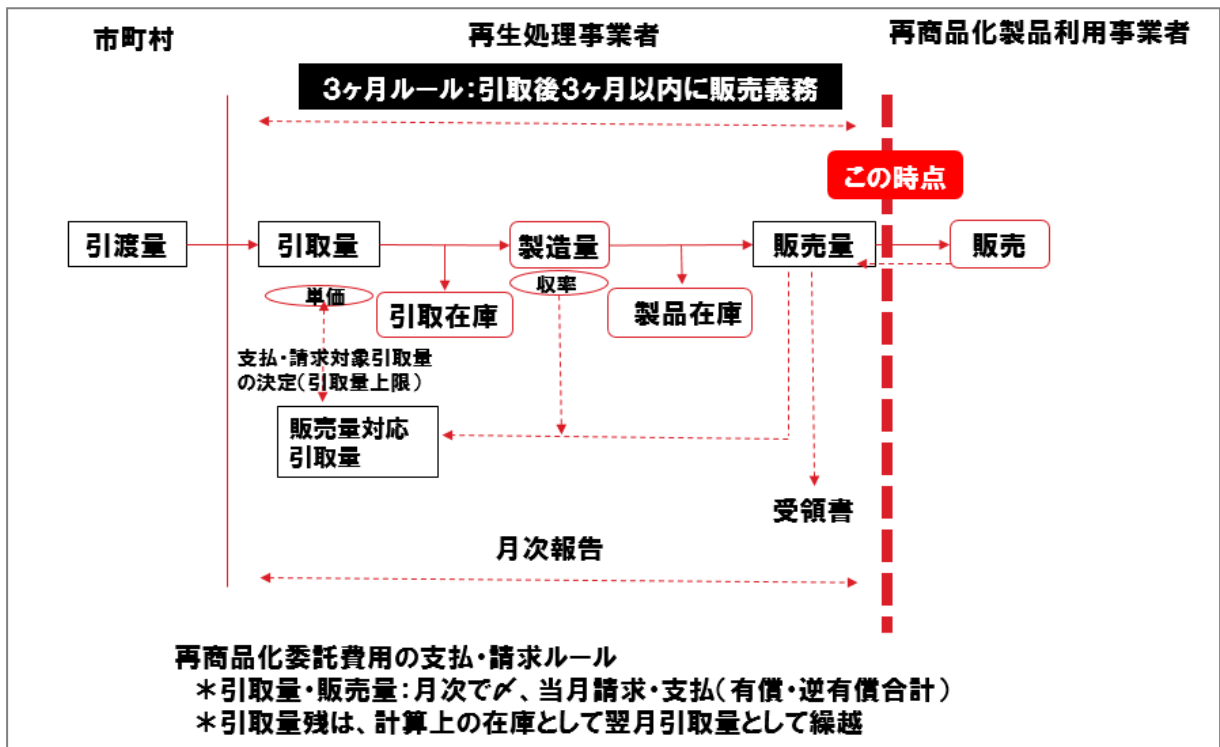 市町村
再生処理事業者
再商品化製品利用事業者
3ヶ月ルール:引取後3ヶ月以内に販売義務
この時点
引渡量
引取量
製造量
販売量
販売
単価
収率
引取在庫
製品在庫
支払・請求対象引取量
の決定(引取量上限)
販売量対応
引取量
受領書
月次報告
再商品化委託費用の支払・請求ルール
*引取量・販売量:月次で〆、当月請求・支払(有償・逆有償合計)
*引取量残は、計算上の在庫として翌月引取量として繰越